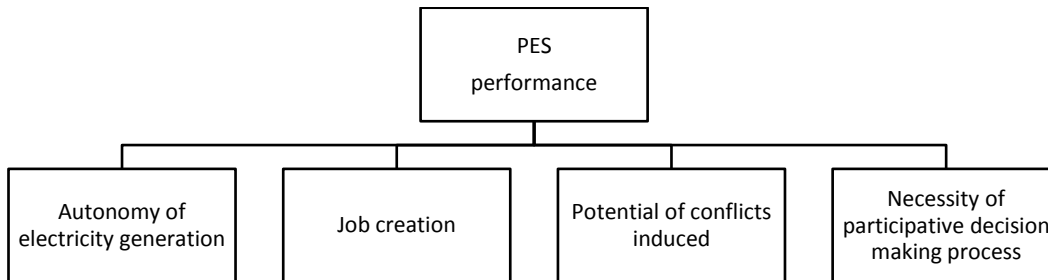 PES
performance
Autonomy of
electricity generation
Job creation
Potential of conflicts
induced
Necessity of
participative decision
making process